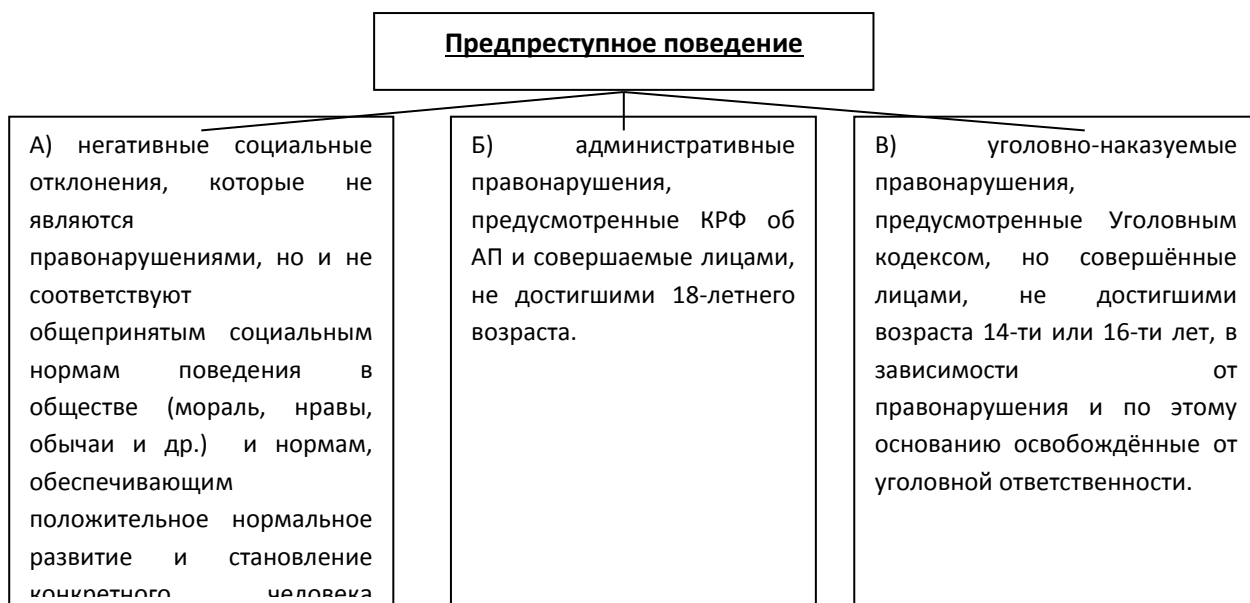 Предпреступное поведение
А) негативные социальные
отклонения, которые не
являются
правонарушениями, но и не
соответствуют
общепринятым социальным
нормам поведения в
обществе (мораль, нравы,
обычаи и др.) и нормам,
обеспечивающим
положительное нормальное
развитие и становление
конкретного человека
Б) административные
правонарушения,
предусмотренные КРФ об
АП и совершаемые лицами,
не достигшими 18-летнего
возраста.
В) уголовно-наказуемые
правонарушения,
предусмотренные Уголовным
кодексом, но совершённые
лицами, не достигшими
возраста 14-ти или 16-ти лет, в
зависимости от
правонарушения и по этому
основанию освобождённые от
уголовной ответственности.